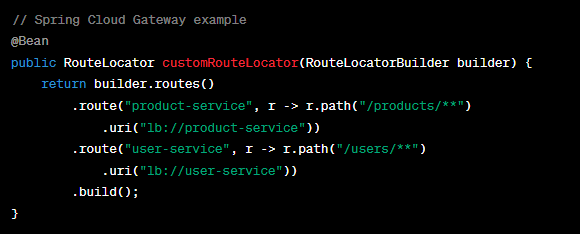 // Spring Cloud Gateway example
@Bean
public RouteLocator customRouteLocator(RouteLocatorBuilder builder) {
    return builder.routes()
        .route("product-service", r -> r.path("/products/**")
            .uri("lb://product-service"))
        .route("user-service", r -> r.path("/users/**")
            .uri("lb://user-service"))
        .build();
}